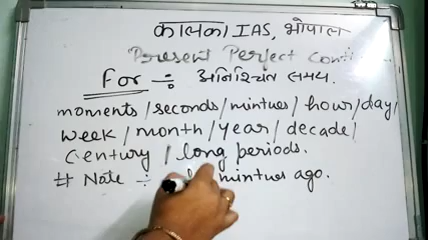 कालका IAS, भोपाल
Present Perfect Conti
For ÷ अनिश्चित समय.
moments/seconds/mintues/hour/day/
week/month/year/decade/
Century/long periods.
# Note ÷ mintues ago.